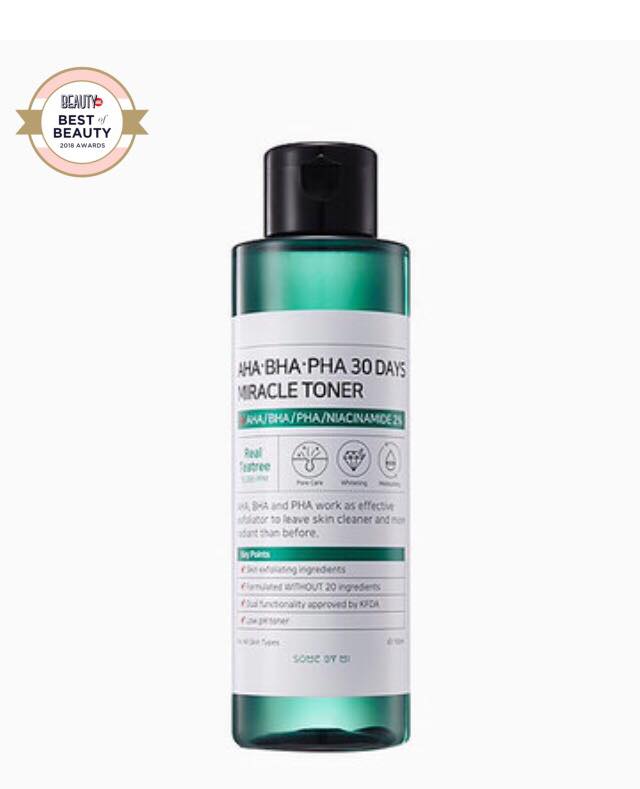 BEAUTY
BEST of
BEAUTY
2018 AWARDS
AHA·BHA·PHA 30 DAYS
MIRACLE TONER
AHA/BHA/PHA/NIACINAMIDE 2%
Real
Teatree
Pore Care
Whitening
Moisturizing
AHA, BHA and PHA work as effective
exfoliator to leave skin cleaner and more
radiant than before.
Key Points
Skin exfoliating ingredients
Formulated WITHOUT 20 ingredients
Dual functionality approved by KFDA
Low pH toner
All Skin Types
SOME BY MI